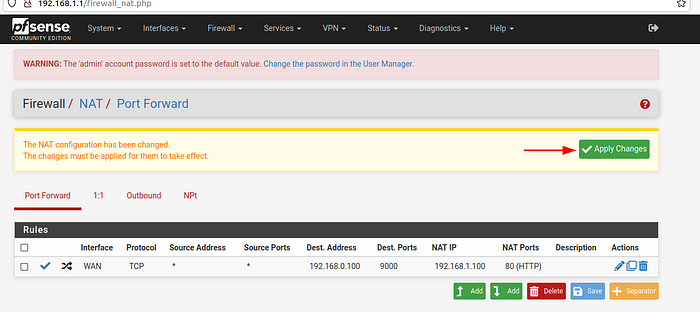 192.168.1.1/firewall_nat.php
pfsense COMMUNITY EDITION System Interfaces Firewall Services VPN Status Diagnostics Help
WARNING: The 'admin' account password is set to the default value. Change the password in the User Manager.
Firewall / NAT / Port Forward
The NAT configuration has been changed.
The changes must be applied for them to take effect.
Apply Changes
Port Forward 1:1 Outbound NPt
Rules
Interface Protocol Source Address Source Ports Dest. Address Dest. Ports NAT IP NAT Ports Description Actions
WAN TCP * * 192.168.0.100 9000 192.168.1.100 80 (HTTP)
Add Add Delete Save Separator